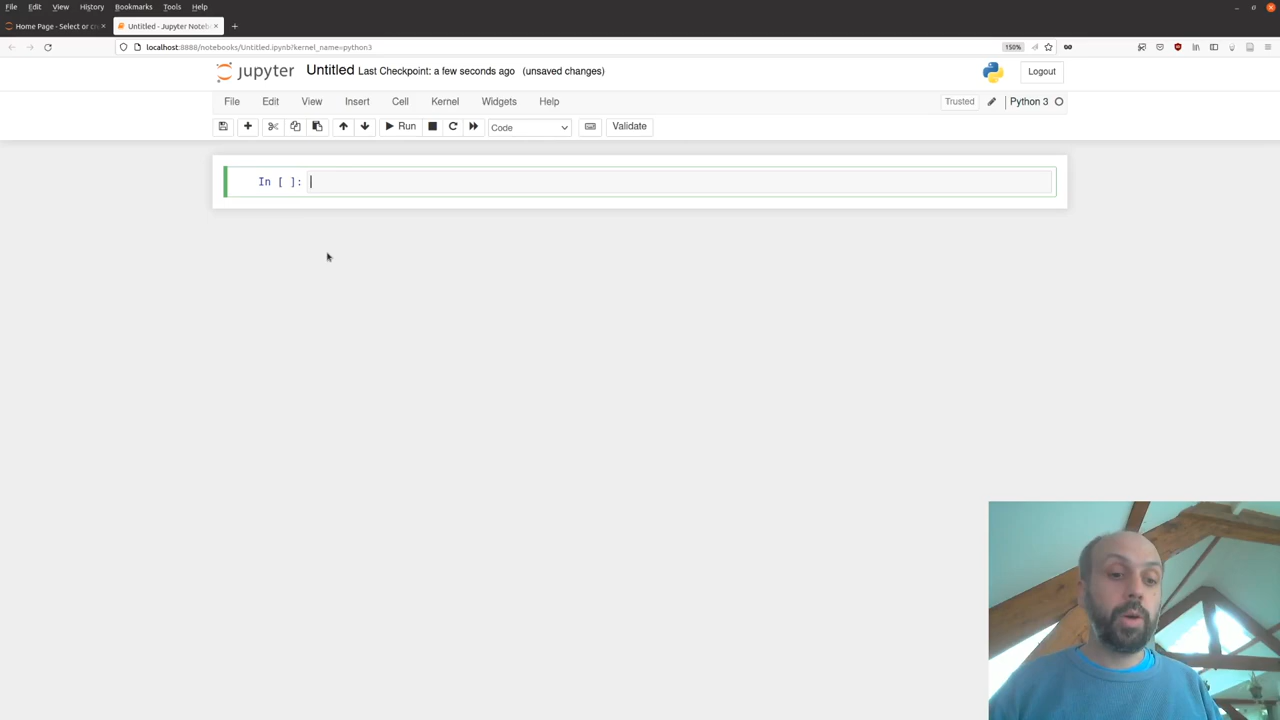 File Edit View History Bookmarks Tools Help
Home Page - Select or cr
Untitled - Jupyter Noteb
localhost:8888/notebooks/Untitled.ipynb?kernel_name=python3
150%
jupyter Untitled Last Checkpoint: a few seconds ago (unsaved changes)
Logout
File Edit View Insert Cell Kernel Widgets Help
Trusted
Python 3
Run
Code
Validate
In [ ]: